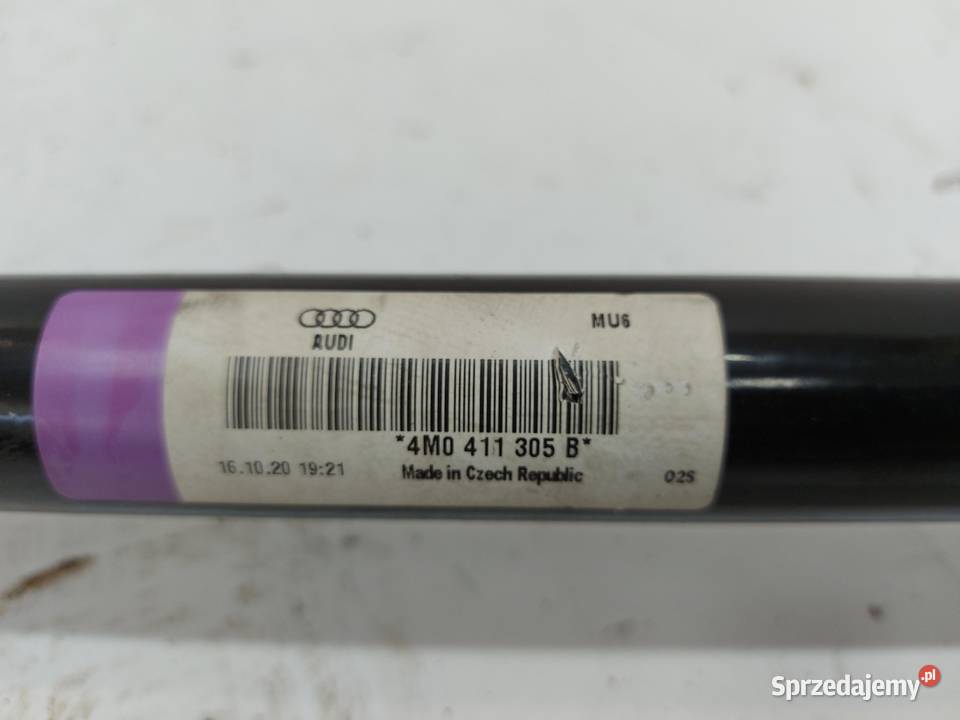 AUDI
MU6
*4M0 411 305 B*
16.10.20 19:21
Made in Czech Republic
02S
Sprzedajemy.pl